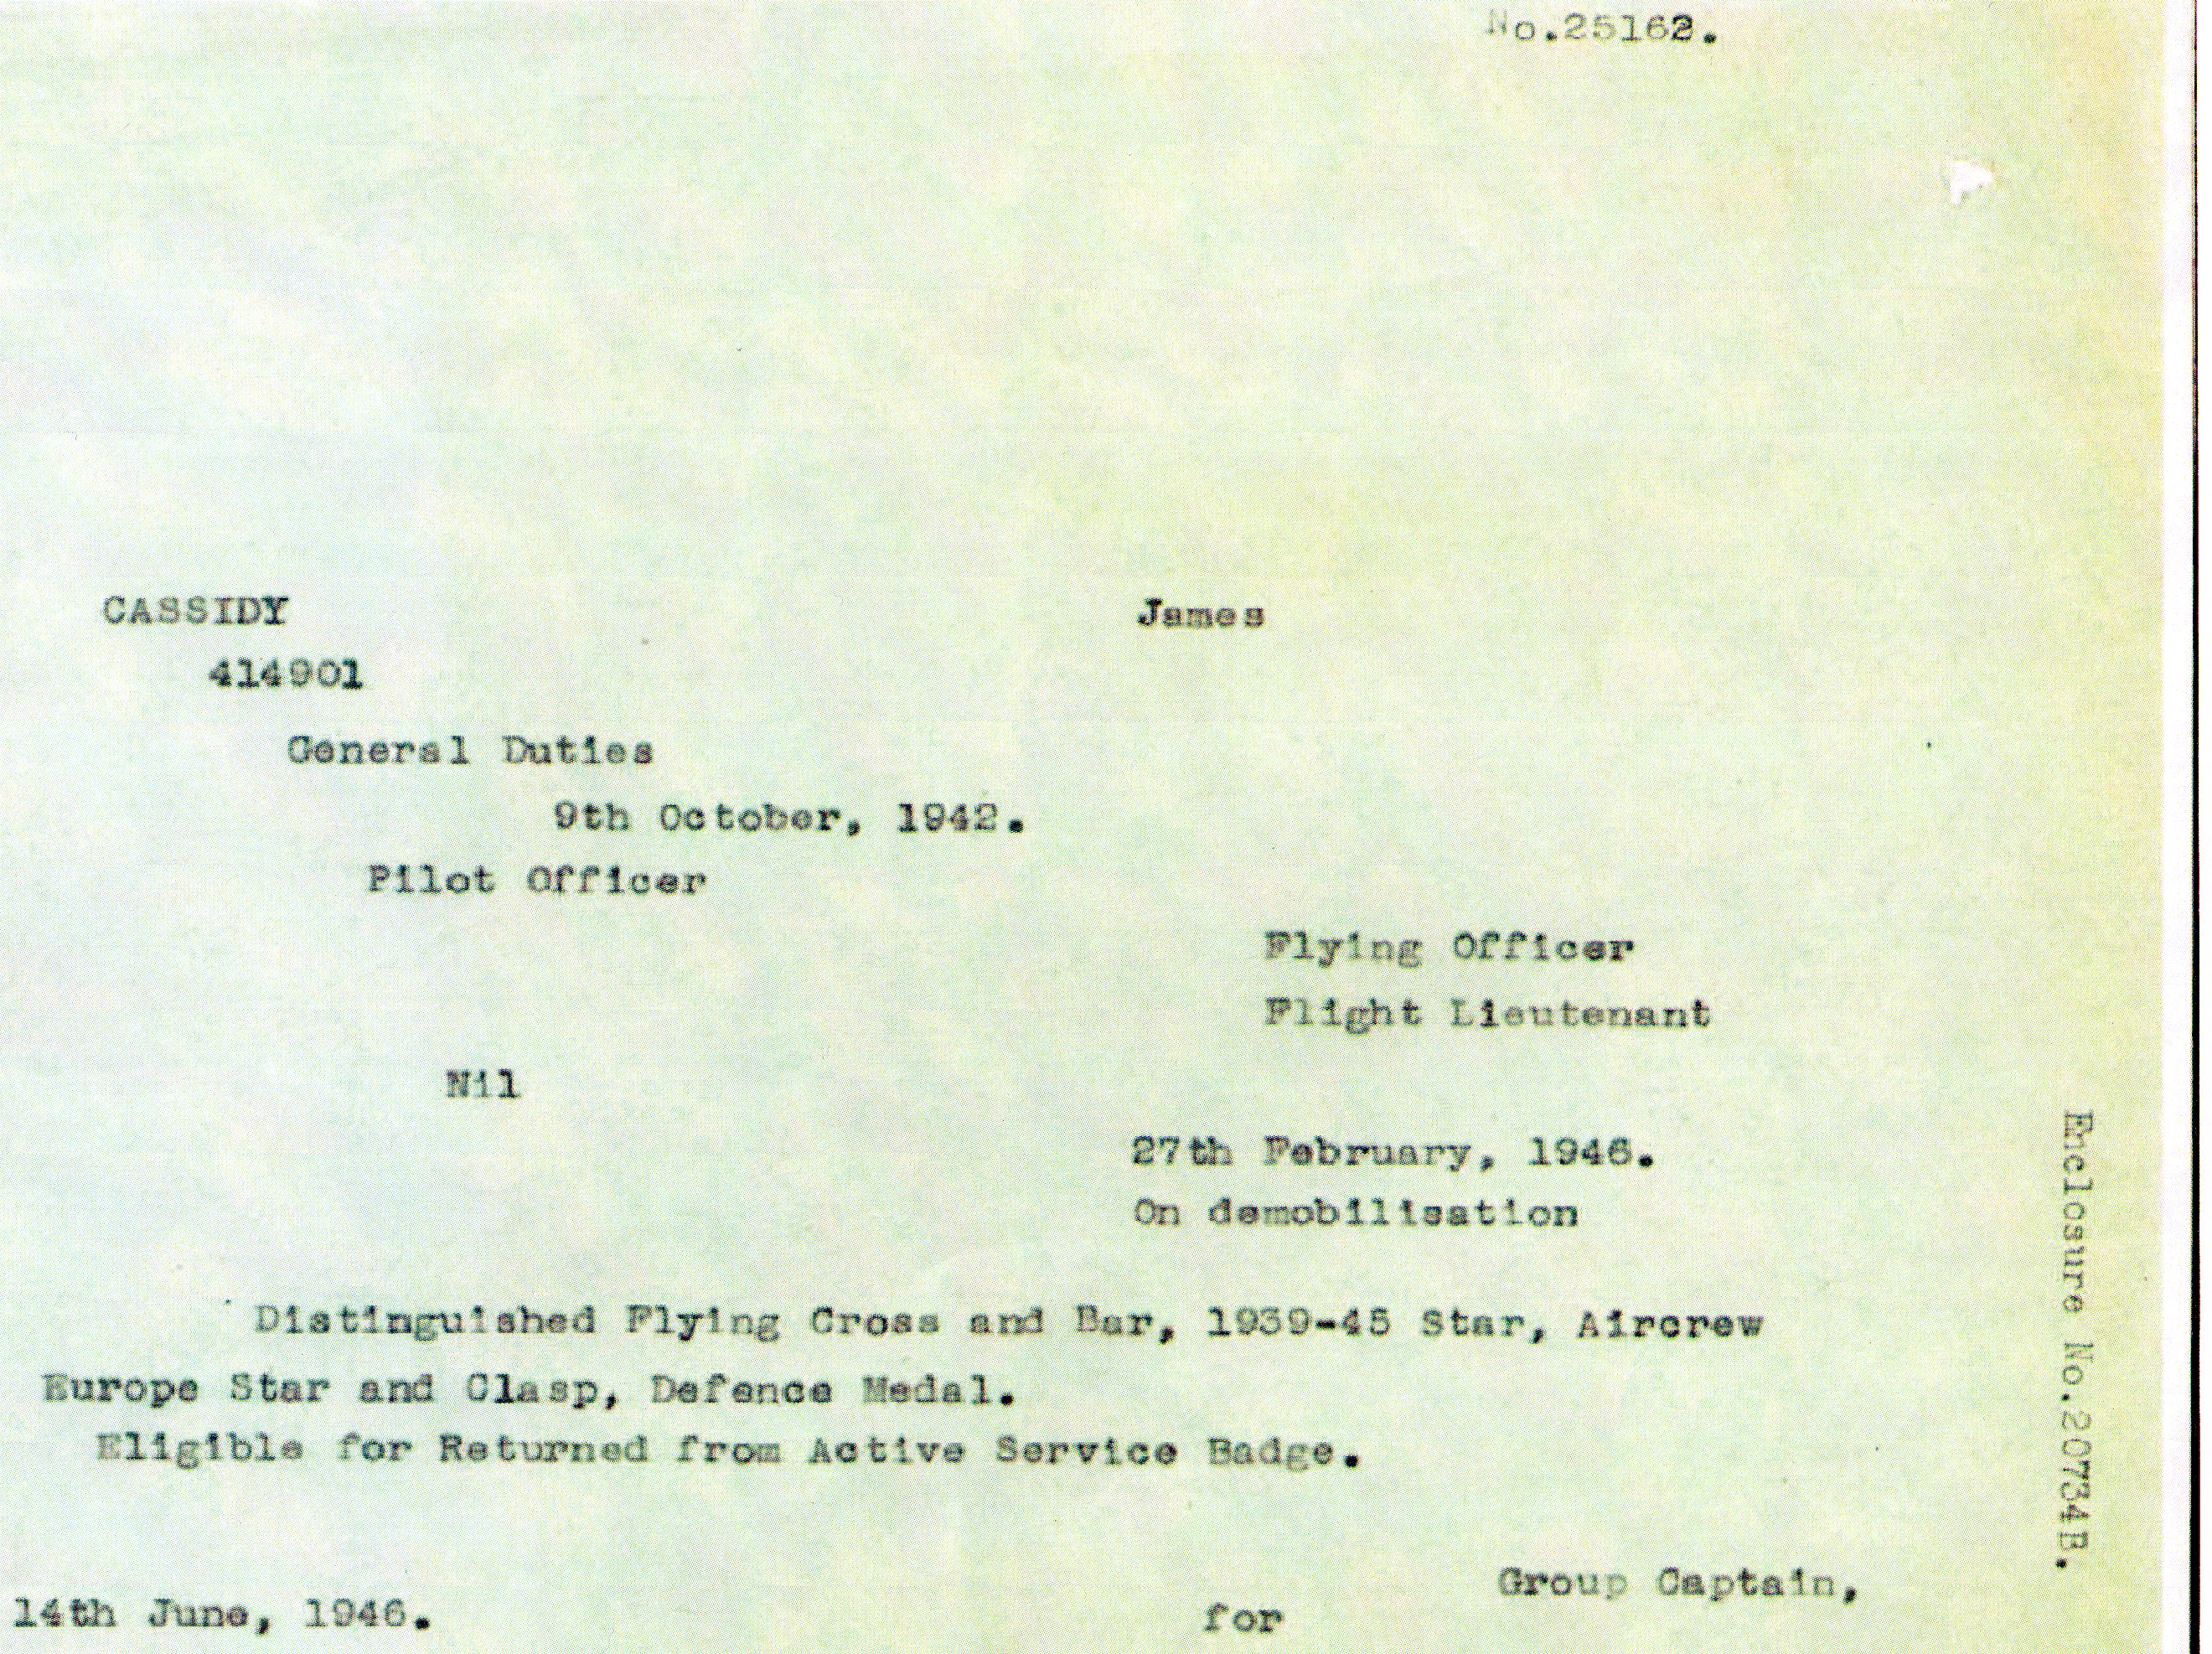 No.25162.
CASSIDY James
414901
General Duties
9th October, 1942.
Pilot Officer
Flying Officer
Flight Lieutenant
Nil
27th February, 1946.
On demobilisation
Distinguished Flying Cross and Bar, 1939-45 Star, Aircrew
Europe Star and Clasp, Defence Medal.
Eligible for Returned from Active Service Badge.
Group Captain,
14th June, 1946. for
Enclosure No.20734B.